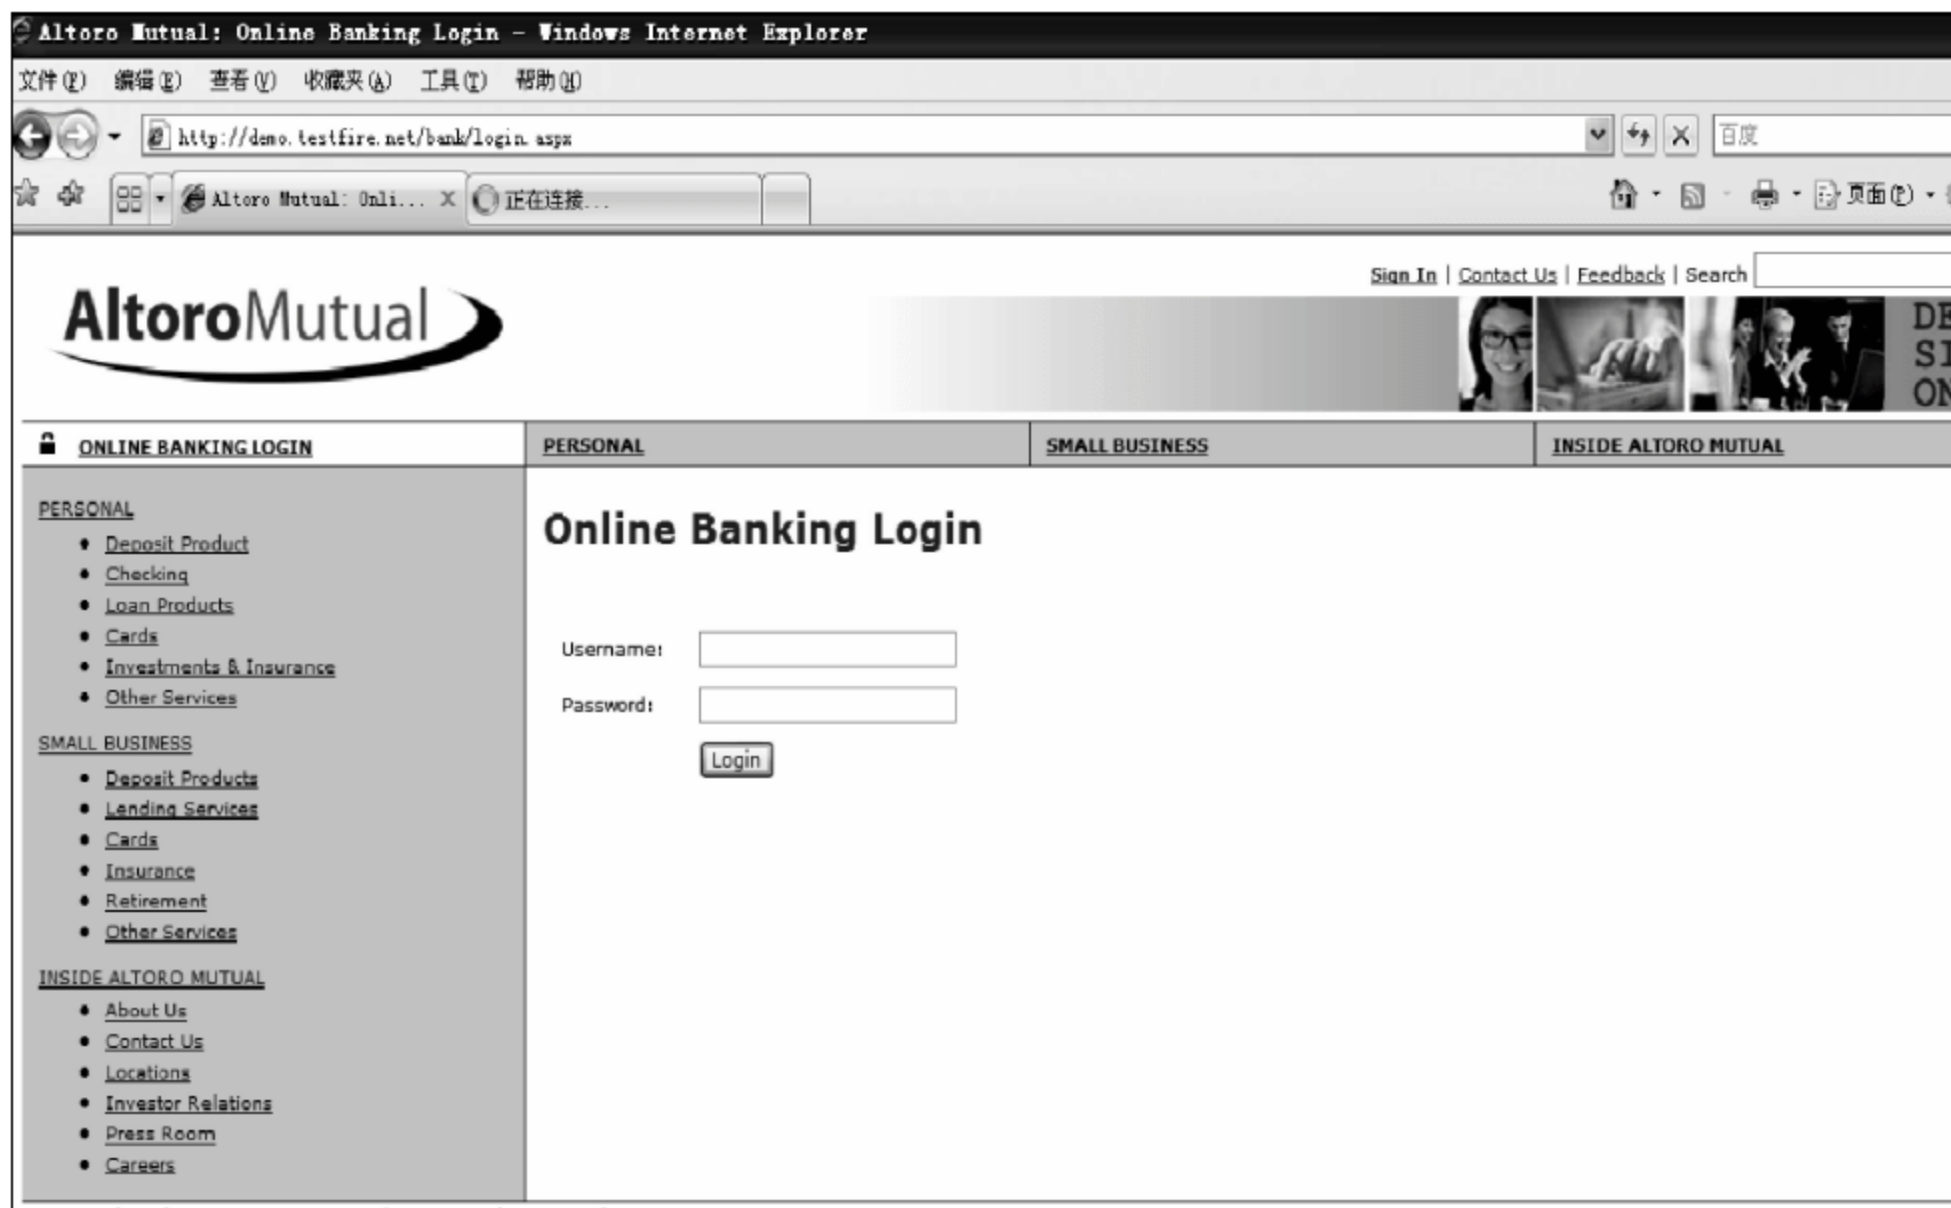 Altoro Mutual: Online Banking Login - Windows Internet Explorer
文件(F) 编辑(E) 查看(V) 收藏夹(A) 工具(T) 帮助(H)
http://demo.testfire.net/bank/login.aspx 百度
Altoro Mutual: Onli... 正在连接... 页面(P)
Sign In | Contact Us | Feedback | Search
AltoroMutual
DE
SI
ON
ONLINE BANKING LOGIN PERSONAL SMALL BUSINESS INSIDE ALTORO MUTUAL
PERSONAL
Deposit Product
Checking
Loan Products
Cards
Investments & Insurance
Other Services
SMALL BUSINESS
Deposit Products
Lending Services
Cards
Insurance
Retirement
Other Services
INSIDE ALTORO MUTUAL
About Us
Contact Us
Locations
Investor Relations
Press Room
Careers
Online Banking Login
Username:
Password:
Login